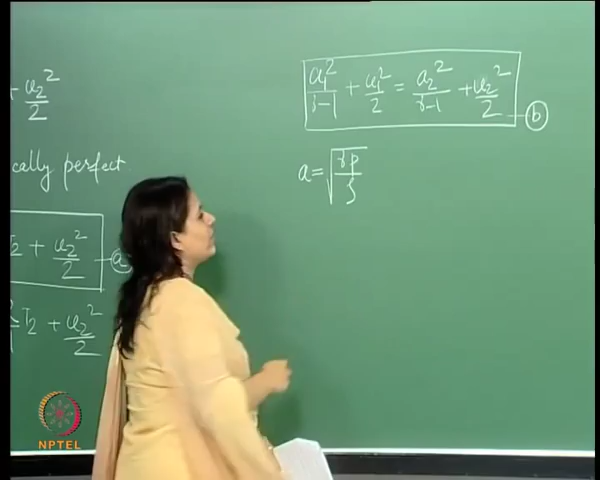 + u₂²/2
cally perfect
T₂ + u₂²/2 — ⓐ
T₂ + u₂²/2
a₁²/(γ-1) + u₁²/2 = a₂²/(γ-1) + u₂²/2 — ⓑ
a = √(γp/ρ)
NPTEL